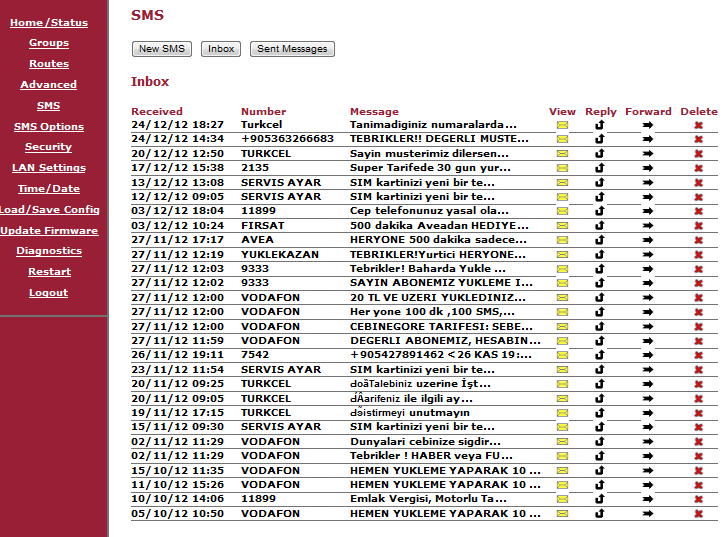 Home/Status
Groups
Routes
Advanced
SMS
SMS Options
Security
LAN Settings
Time/Date
Load/Save Config
Update Firmware
Diagnostics
Restart
Logout
SMS
New SMS Inbox Sent Messages
Inbox
Received Number Message View Reply Forward Delete
24/12/12 18:27 Turkcel Tanimadiginiz numaralarda...
24/12/12 14:34 +905363266683 TEBRIKLER!! DEGERLI MUSTE...
20/12/12 12:50 TURKCEL Sayin musterimiz dilersen...
17/12/12 15:38 2135 Super Tarifede 30 gun yur...
13/12/12 13:08 SERVIS AYAR SIM kartinizi yeni bir te...
12/12/12 09:05 SERVIS AYAR SIM kartinizi yeni bir te...
03/12/12 18:04 11899 Cep telefonunuz yasal ola...
03/12/12 10:24 FIRSAT 500 dakika Aveadan HEDIYE...
27/11/12 17:17 AVEA HERYONE 500 dakika sadece...
27/11/12 12:19 YUKLEKAZAN TEBRIKLER!Yurtici HERYONE...
27/11/12 12:03 9333 Tebrikler! Baharda Yukle ...
27/11/12 12:02 9333 SAYIN ABONEMIZ YUKLEME I...
27/11/12 12:00 VODAFON 20 TL VE UZERI YUKLEDINIZ...
27/11/12 12:00 VODAFON Her yone 100 dk ,100 SMS,...
27/11/12 12:00 VODAFON CEBINEGORE TARIFESI: SEBE...
27/11/12 11:59 VODAFON DEGERLI ABONEMIZ, HESABIN...
26/11/12 19:11 7542 +905427891462 <26 KAS 19:...
23/11/12 11:54 SERVIS AYAR SIM kartinizi yeni bir te...
20/11/12 09:25 TURKCEL uzerine İşt...
20/11/12 09:05 TURKCEL ile ilgili ay...
19/11/12 17:15 TURKCEL unutmayın
15/11/12 09:30 SERVIS AYAR SIM kartinizi yeni bir te...
02/11/12 11:29 VODAFON Dunyalari cebinize sigdir...
02/11/12 11:29 VODAFON Tebrikler ! HABER veya FU...
15/10/12 11:35 VODAFON HEMEN YUKLEME YAPARAK 10 ...
11/10/12 15:26 VODAFON HEMEN YUKLEME YAPARAK 10 ...
10/10/12 14:06 11899 Emlak Vergisi, Motorlu Ta...
05/10/12 10:50 VODAFON HEMEN YUKLEME YAPARAK 10 ...